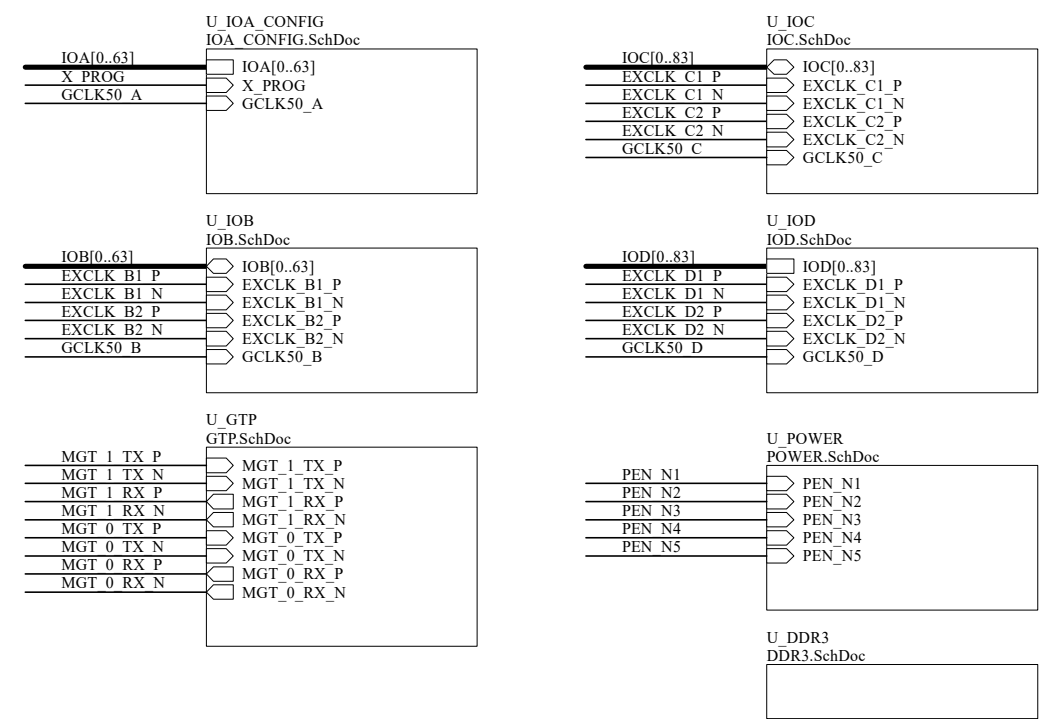 U_IOA_CONFIG
IOA_CONFIG.SchDoc
IOA[0..63]
X_PROG
GCLK50_A
IOA[0..63]
X_PROG
GCLK50_A
U_IOC
IOC.SchDoc
IOC[0..83]
EXCLK_C1_P
EXCLK_C1_N
EXCLK_C2_P
EXCLK_C2_N
GCLK50_C
IOC[0..83]
EXCLK_C1_P
EXCLK_C1_N
EXCLK_C2_P
EXCLK_C2_N
GCLK50_C
U_IOB
IOB.SchDoc
IOB[0..63]
EXCLK_B1_P
EXCLK_B1_N
EXCLK_B2_P
EXCLK_B2_N
GCLK50_B
IOB[0..63]
EXCLK_B1_P
EXCLK_B1_N
EXCLK_B2_P
EXCLK_B2_N
GCLK50_B
U_IOD
IOD.SchDoc
IOD[0..83]
EXCLK_D1_P
EXCLK_D1_N
EXCLK_D2_P
EXCLK_D2_N
GCLK50_D
IOD[0..83]
EXCLK_D1_P
EXCLK_D1_N
EXCLK_D2_P
EXCLK_D2_N
GCLK50_D
U_GTP
GTP.SchDoc
MGT_1_TX_P
MGT_1_TX_N
MGT_1_RX_P
MGT_1_RX_N
MGT_0_TX_P
MGT_0_TX_N
MGT_0_RX_P
MGT_0_RX_N
MGT_1_TX_P
MGT_1_TX_N
MGT_1_RX_P
MGT_1_RX_N
MGT_0_TX_P
MGT_0_TX_N
MGT_0_RX_P
MGT_0_RX_N
U_POWER
POWER.SchDoc
PEN_N1
PEN_N2
PEN_N3
PEN_N4
PEN_N5
PEN_N1
PEN_N2
PEN_N3
PEN_N4
PEN_N5
U_DDR3
DDR3.SchDoc